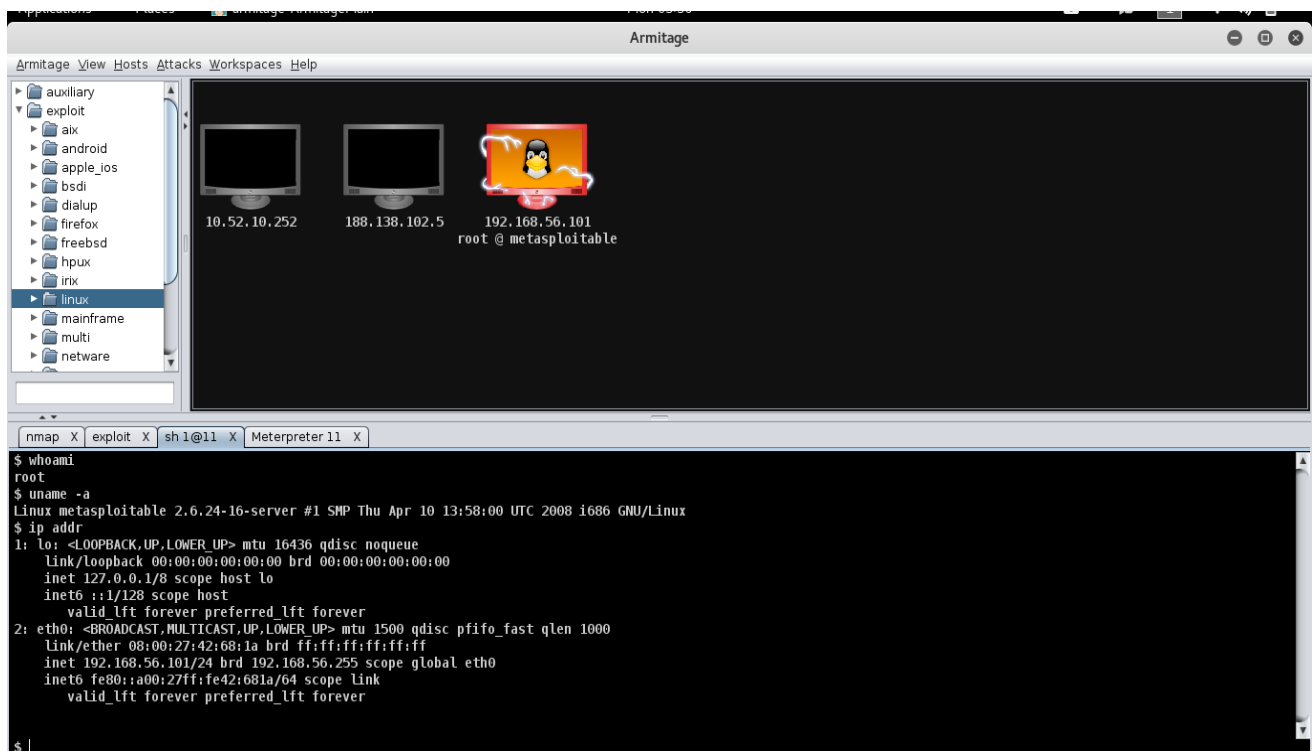 Armitage
Armitage View Hosts Attacks Workspaces Help
auxiliary
exploit
aix
android
apple_ios
bsdi
dialup
firefox
freebsd
hpux
irix
linux
mainframe
multi
netware
10.52.10.252
188.138.102.5
192.168.56.101
root @ metasploitable
nmap X exploit X sh 1@11 X Meterpreter 11 X
$ whoami
root
$ uname -a
Linux metasploitable 2.6.24-16-server #1 SMP Thu Apr 10 13:58:00 UTC 2008 i686 GNU/Linux
$ ip addr
1: lo: <LOOPBACK,UP,LOWER_UP> mtu 16436 qdisc noqueue
link/loopback 00:00:00:00:00:00 brd 00:00:00:00:00:00
inet 127.0.0.1/8 scope host lo
inet6 ::1/128 scope host
valid_lft forever preferred_lft forever
2: eth0: <BROADCAST,MULTICAST,UP,LOWER_UP> mtu 1500 qdisc pfifo_fast qlen 1000
link/ether 08:00:27:42:68:1a brd ff:ff:ff:ff:ff:ff
inet 192.168.56.101/24 brd 192.168.56.255 scope global eth0
inet6 fe80::a00:27ff:fe42:681a/64 scope link
valid_lft forever preferred_lft forever
$